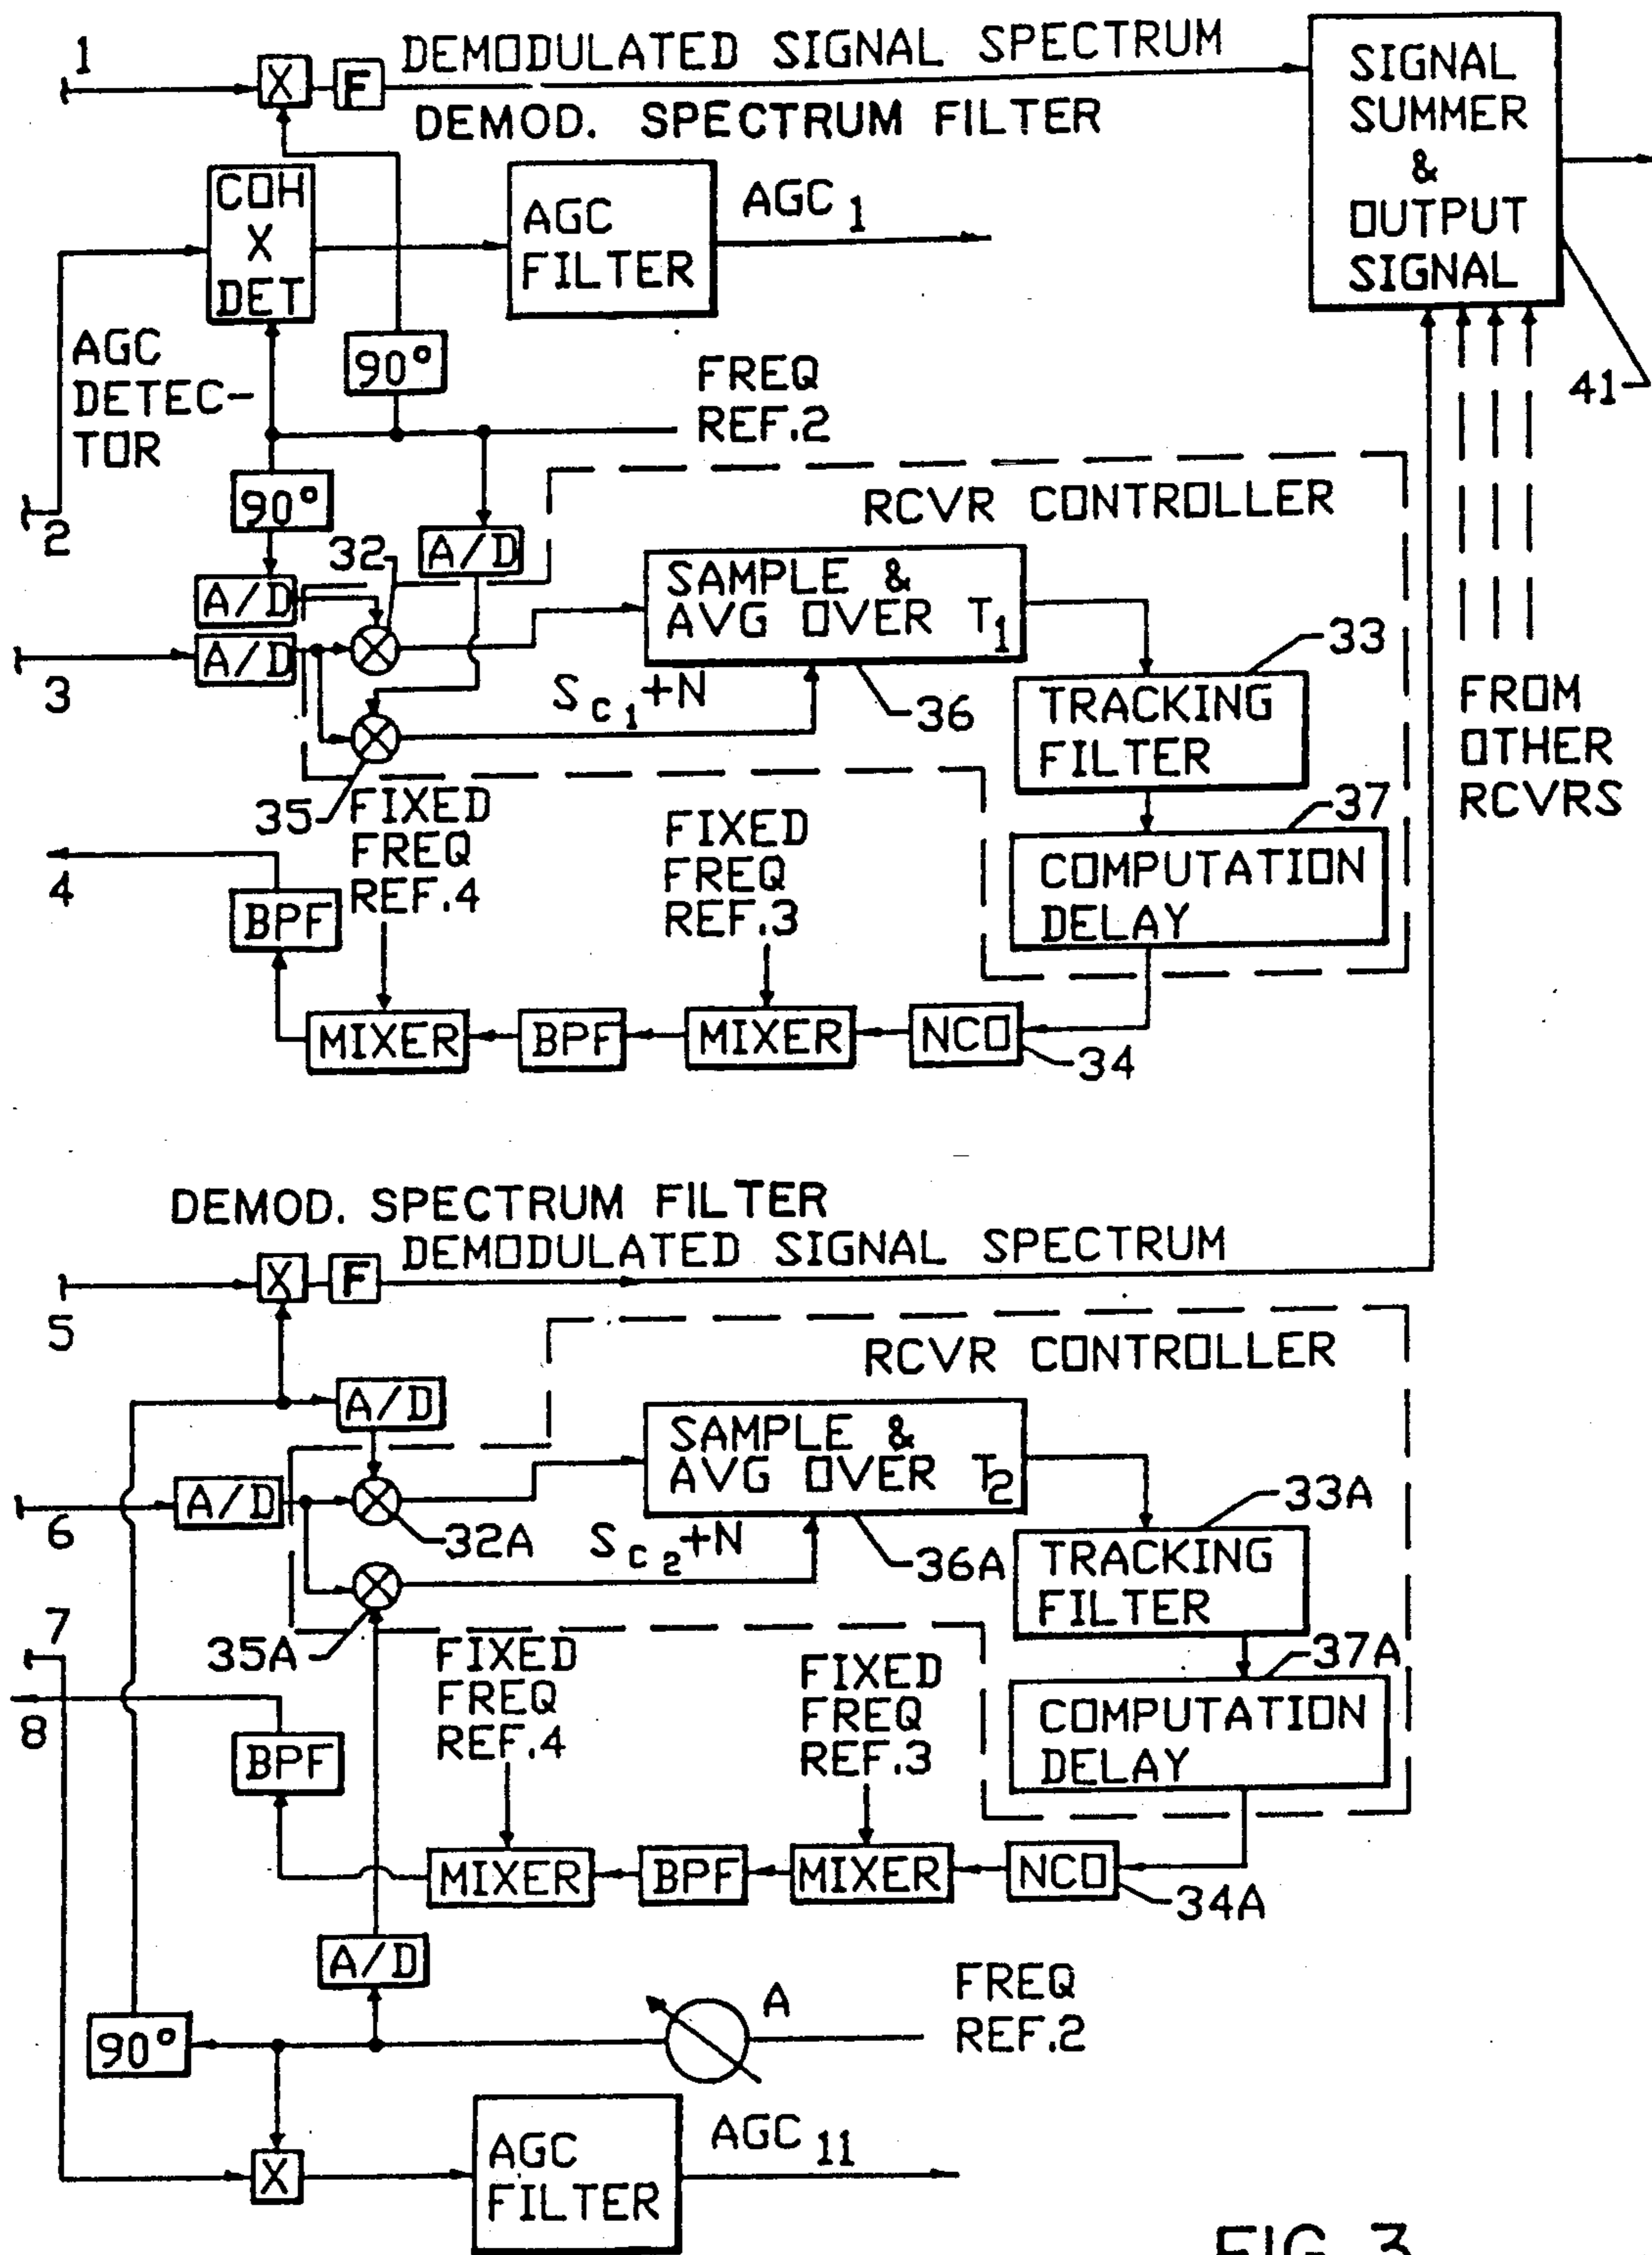 1
X
F
DEMODULATED SIGNAL SPECTRUM
DEMOD. SPECTRUM FILTER
SIGNAL
SUMMER
&
OUTPUT
SIGNAL
41
COH
X
DET
AGC
FILTER
AGC 1
AGC
DETEC-
TOR
2
90°
FREQ
REF.2
90°
A/D
RCVR CONTROLLER
32
A/D
SAMPLE &
AVG OVER T1
A/D
3
33
SC1+N
36
TRACKING
FILTER
FROM
OTHER
RCVRS
35
37
FIXED
FREQ
REF.4
FIXED
FREQ
REF.3
COMPUTATION
DELAY
4
BPF
MIXER
BPF
MIXER
NCO
34
DEMOD. SPECTRUM FILTER
DEMODULATED SIGNAL SPECTRUM
5
X
F
RCVR CONTROLLER
A/D
SAMPLE &
AVG OVER T2
6
A/D
32A
SC2+N
36A
33A
TRACKING
FILTER
7
35A
37A
FIXED
FREQ
REF.4
FIXED
FREQ
REF.3
COMPUTATION
DELAY
8
BPF
MIXER
BPF
MIXER
NCO
34A
A/D
A
FREQ
REF.2
90°
X
AGC
FILTER
AGC 11
FIG. 3